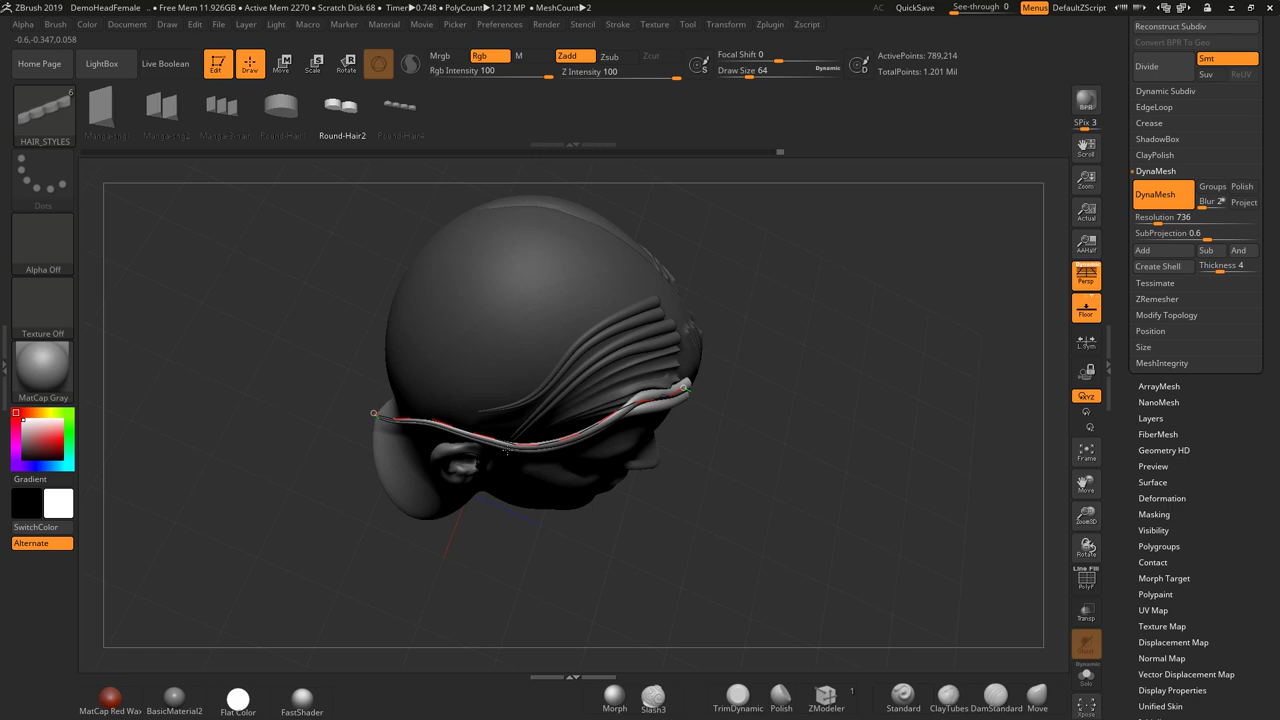 ZBrush 2019 DemoHeadFemale • Free Mem 11.926GB • Active Mem 2270 • Scratch Disk 68 • Timer▶0.748 • PolyCount▶1.212 MP • MeshCount▶2 AC QuickSave See-through 0 Menus DefaultZScript
Alpha Brush Color Document Draw Edit File Layer Light Macro Marker Material Movie Picker Preferences Render Stencil Stroke Texture Tool Transform Zplugin Zscript
-0.6,-0.347,0.058
Home Page LightBox Live Boolean Edit Draw Move Scale Rotate
Mrgb Rgb M Zadd Zsub Zcut
Rgb Intensity 100 Z Intensity 100
S Focal Shift 0
Draw Size 64 Dynamic D
ActivePoints: 789,214
TotalPoints: 1.201 Mil
6
HAIR_STYLES
Round-Hair2
Dots
Alpha Off
Texture Off
MatCap Gray
Gradient
SwitchColor
Alternate
BPR
SPix 3
Scroll
Zoom
Actual
AAHalf
Dynamic
Persp
Floor
L.Sym
XYZ
Frame
Move
Zoom3D
Rotate
Line Fill
PolyF
Transp
Ghost
Dynamic
Solo
Xpose
Reconstruct Subdiv
Convert BPR To Geo
Divide Smt
Suv ReUV
Dynamic Subdiv
EdgeLoop
Crease
ShadowBox
ClayPolish
DynaMesh
DynaMesh Groups Polish
Blur 2 Project
Resolution 736
SubProjection 0.6
Add Sub And
Create Shell Thickness 4
Tessimate
ZRemesher
Modify Topology
Position
Size
MeshIntegrity
ArrayMesh
NanoMesh
Layers
FiberMesh
Geometry HD
Preview
Surface
Deformation
Masking
Visibility
Polygroups
Contact
Morph Target
Polypaint
UV Map
Texture Map
Displacement Map
Normal Map
Vector Displacement Map
Display Properties
Unified Skin
MatCap Red Wax BasicMaterial2 Flat Color FastShader Morph Slash3 TrimDynamic Polish ZModeler 1 Standard ClayTubes DamStandard Move